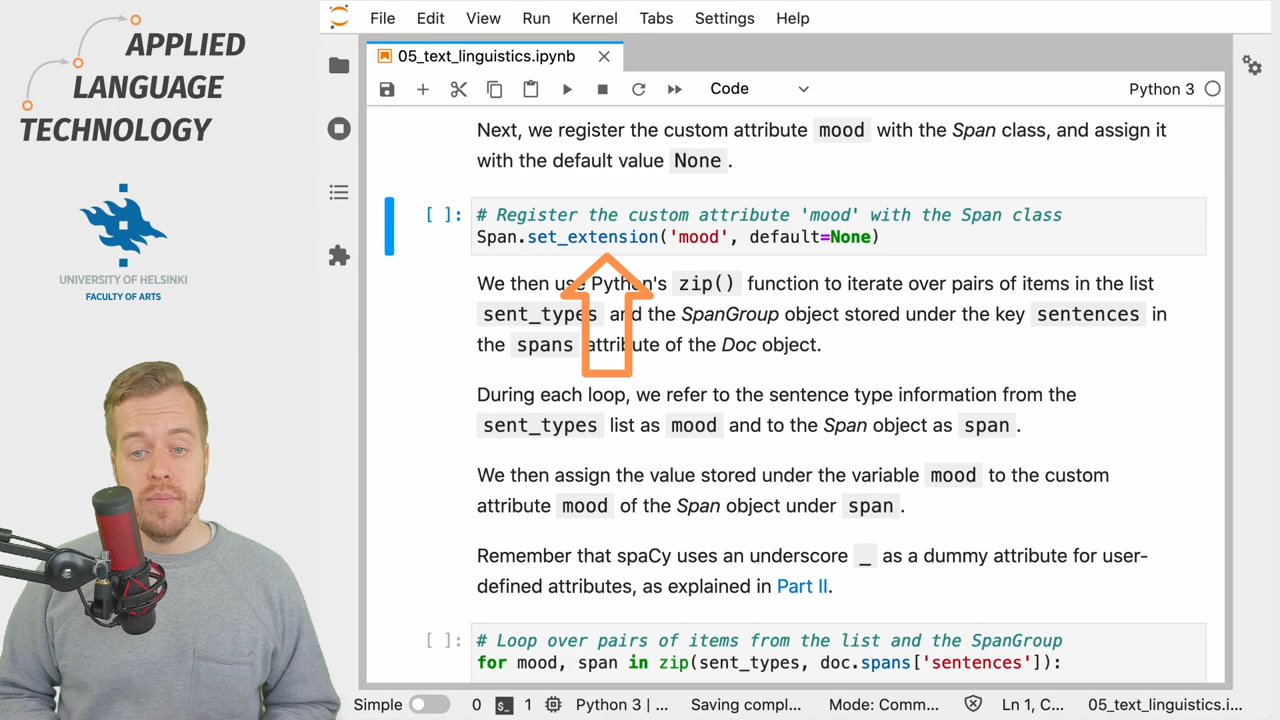 APPLIED
LANGUAGE
TECHNOLOGY
UNIVERSITY OF HELSINKI
FACULTY OF ARTS
File Edit View Run Kernel Tabs Settings Help
05_text_linguistics.ipynb
Code
Python 3
Next, we register the custom attribute mood with the Span class, and assign it
with the default value None.
[ ]: # Register the custom attribute 'mood' with the Span class
Span.set_extension('mood', default=None)
We then use Python's zip() function to iterate over pairs of items in the list
sent_types and the SpanGroup object stored under the key sentences in
the spans attribute of the Doc object.
During each loop, we refer to the sentence type information from the
sent_types list as mood and to the Span object as span.
We then assign the value stored under the variable mood to the custom
attribute mood of the Span object under span.
Remember that spaCy uses an underscore _ as a dummy attribute for user-
defined attributes, as explained in Part II.
[ ]: # Loop over pairs of items from the list and the SpanGroup
for mood, span in zip(sent_types, doc.spans['sentences']):
Simple 0 1 Python 3 | ... Saving compl... Mode: Comm... Ln 1, C... 05_text_linguistics.i...